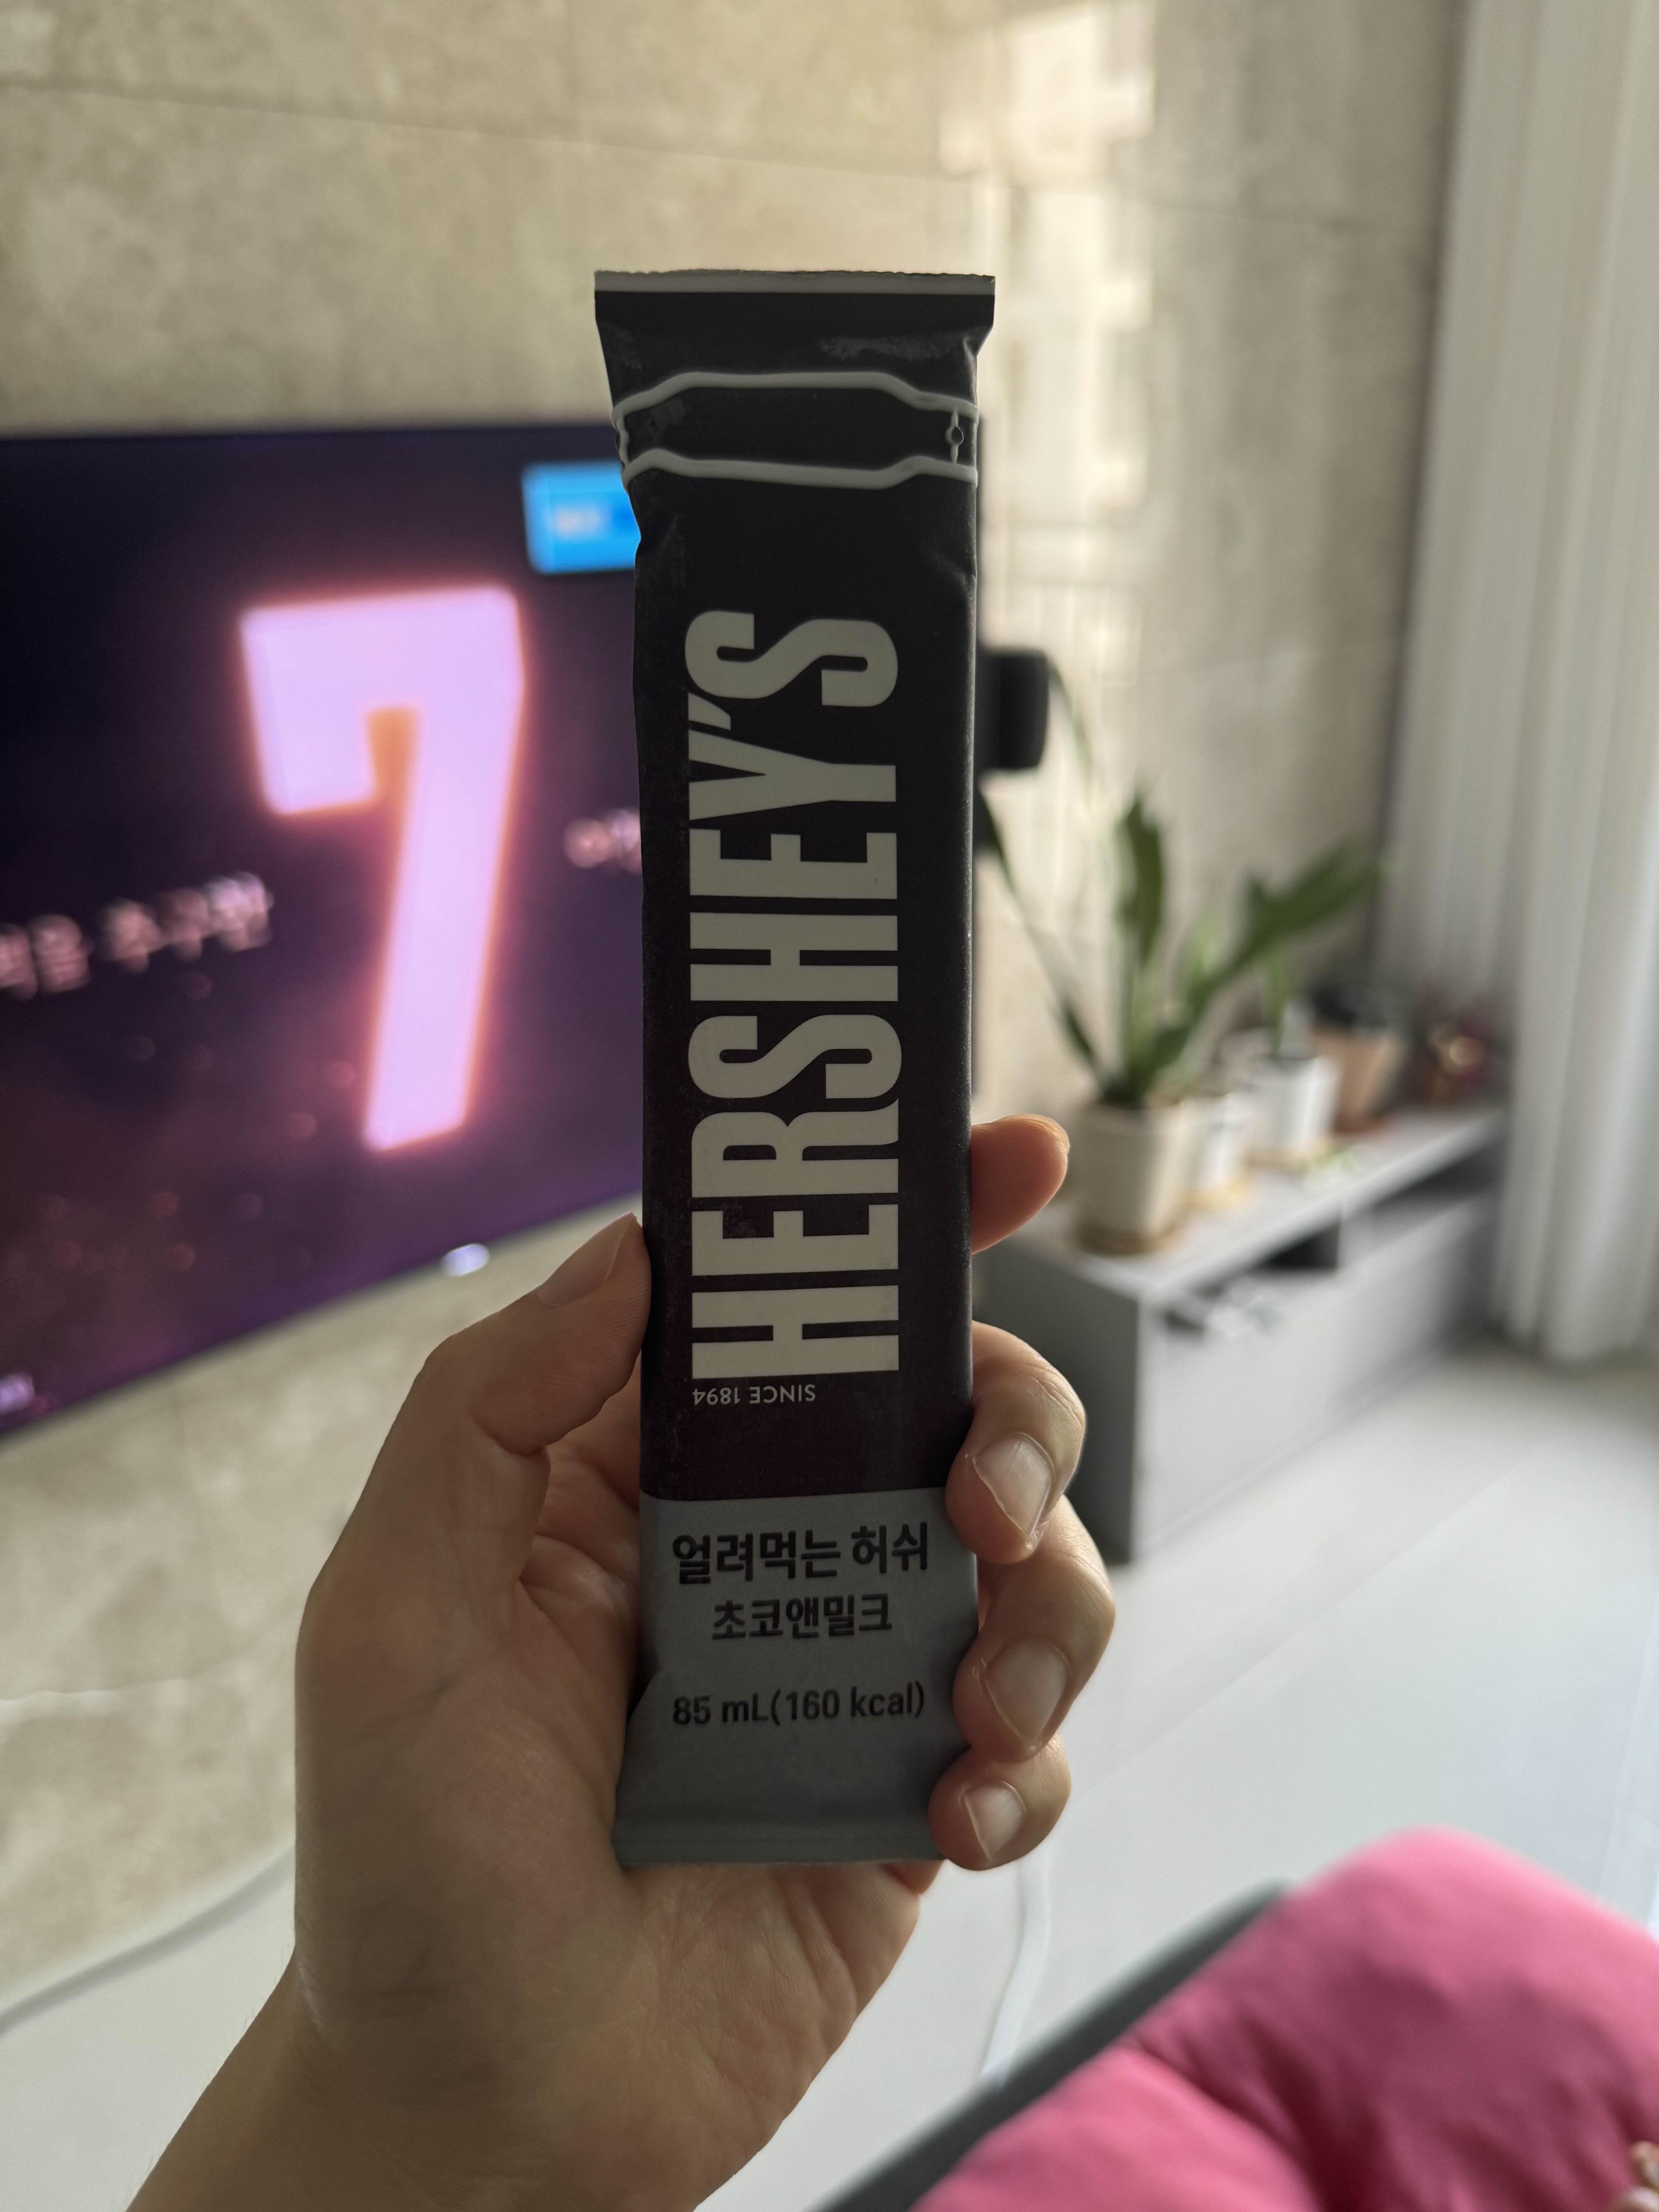 7
HERSHEY'S
SINCE 1894
얼려먹는 허쉬
초코앤밀크
85 mL(160 kcal)